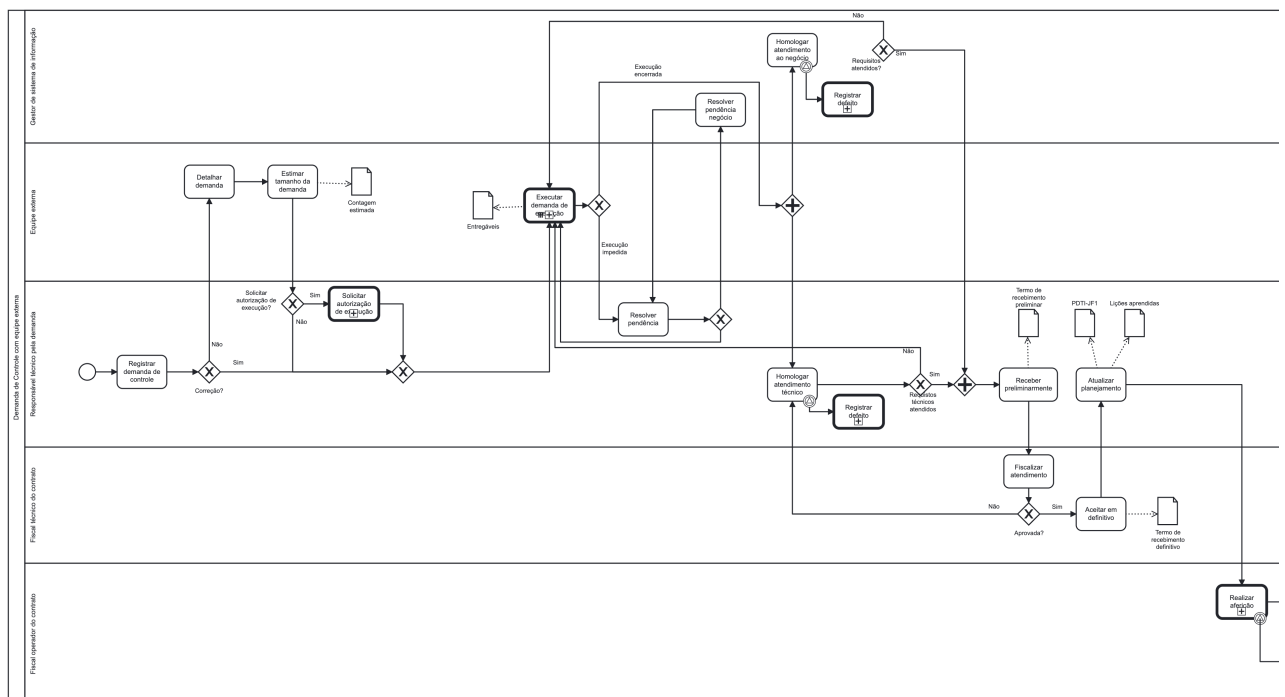 Demanda de Controle com equipe externa
Gestor de sistema de informação
Não
Homologar
atendimento
ao negócio
Requisitos
atendidos?
Sim
Registrar
defeito
Execução
encerrada
Resolver
pendência
negócio
Equipe externa
Detalhar
demanda
Estimar
tamanho da
demanda
Contagem
estimada
Entregáveis
Executar
demanda de
execução
Execução
impedida
Responsável técnico pela demanda
Solicitar
autorização de
execução?
Sim
Não
Solicitar
autorização
de execução
Resolver
pendência
Registrar
demanda de
controle
Não
Sim
Correção?
Homologar
atendimento
técnico
Registrar
defeito
Não
Sim
Requistos
técnicos
atendidos
Termo de
recebimento
preliminar
Receber
preliminarmente
PDTI-JF1
Lições aprendidas
Atualizar
planejamento
Fiscal técnico do contrato
Fiscalizar
atendimento
Não
Sim
Aprovada?
Aceitar em
definitivo
Termo de
recebimento
definitivo
Fiscal operador do contrato
Realizar
aferição